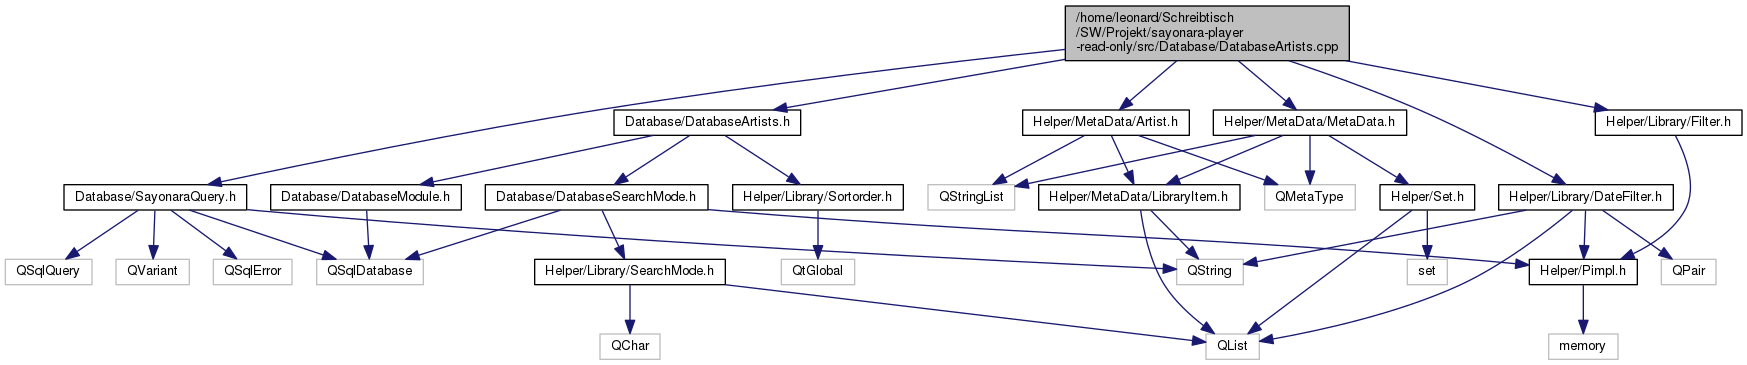 /home/leonard/Schreibtisch
/SW/Projekt/sayonara-player
-read-only/src/Database/DatabaseArtists.cpp
Database/DatabaseArtists.h
Helper/MetaData/Artist.h
Helper/MetaData/MetaData.h
Helper/Library/Filter.h
Database/SayonaraQuery.h
Database/DatabaseModule.h
Database/DatabaseSearchMode.h
Helper/Library/Sortorder.h
QStringList
Helper/MetaData/LibraryItem.h
QMetaType
Helper/Set.h
Helper/Library/DateFilter.h
QSqlQuery
QVariant
QSqlError
QSqlDatabase
Helper/Library/SearchMode.h
QtGlobal
QString
set
Helper/Pimpl.h
QPair
QChar
QList
memory